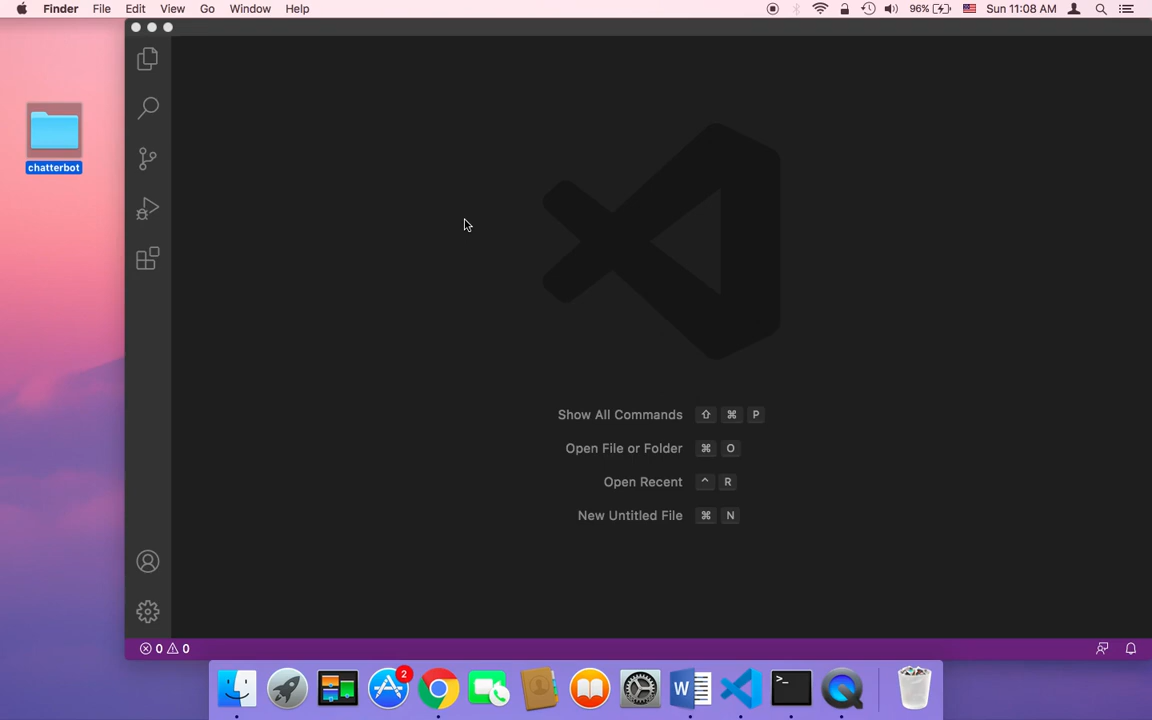 Finder File Edit View Go Window Help 96% Sun 11:08 AM
chatterbot
Show All Commands ⇧ ⌘ P
Open File or Folder ⌘ O
Open Recent ^ R
New Untitled File ⌘ N
0 0
2
W
>_